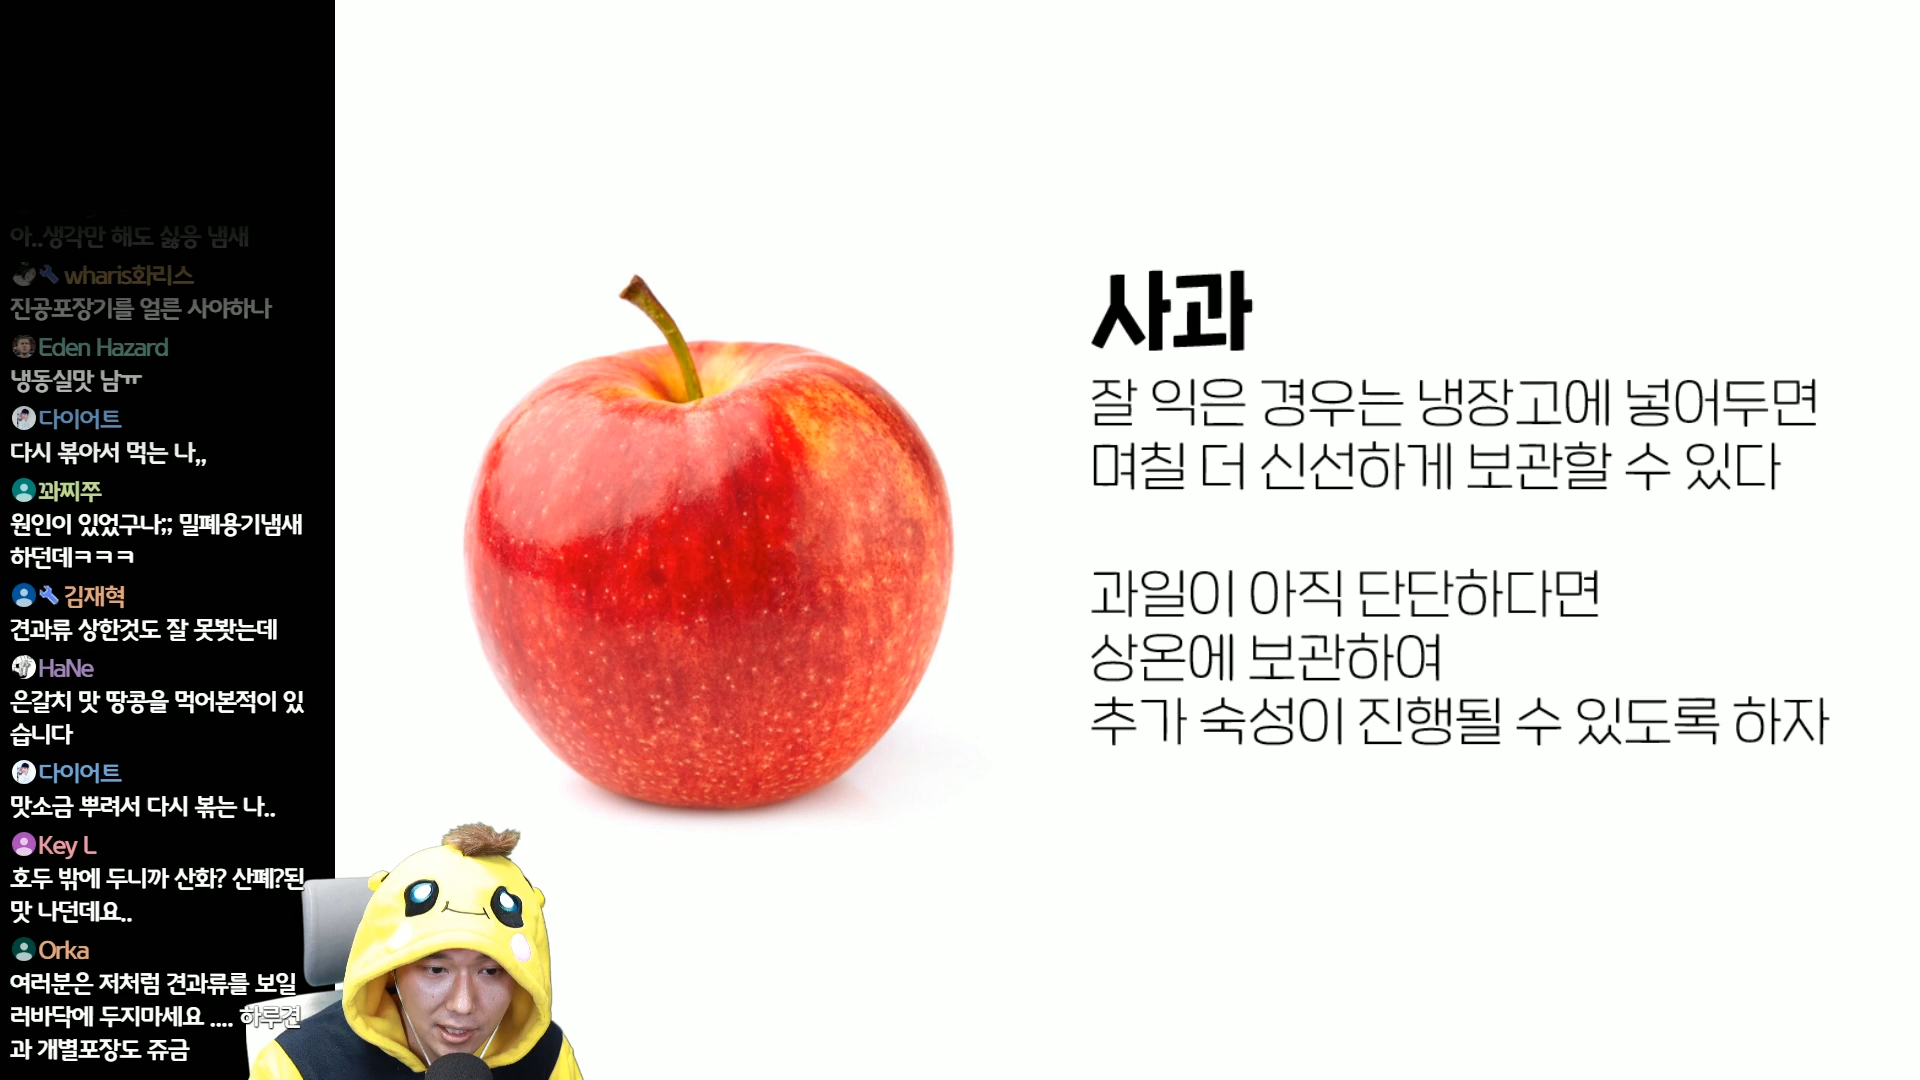 아..생각만 해도 싫응 냄새
wharis화리스
진공포장기를 얼른 사야하나
Eden Hazard
냉동실맛 남ㅠ
다이어트
다시 볶아서 먹는 나,,
꽈찌쭈
원인이 있었구나;; 밀폐용기냄새
하던데ㅋㅋㅋ
김재혁
견과류 상한것도 잘 못봤는데
HaNe
은갈치 맛 땅콩을 먹어본적이 있
습니다
다이어트
맛소금 뿌려서 다시 볶는 나..
Key L
호두 밖에 두니까 산화? 산폐?된
맛 나던데요..
Orka
여러분은 저처럼 견과류를 보일
러바닥에 두지마세요 .... 하루견
과 개별포장도 쥬금
사과
잘 익은 경우는 냉장고에 넣어두면
며칠 더 신선하게 보관할 수 있다
과일이 아직 단단하다면
상온에 보관하여
추가 숙성이 진행될 수 있도록 하자